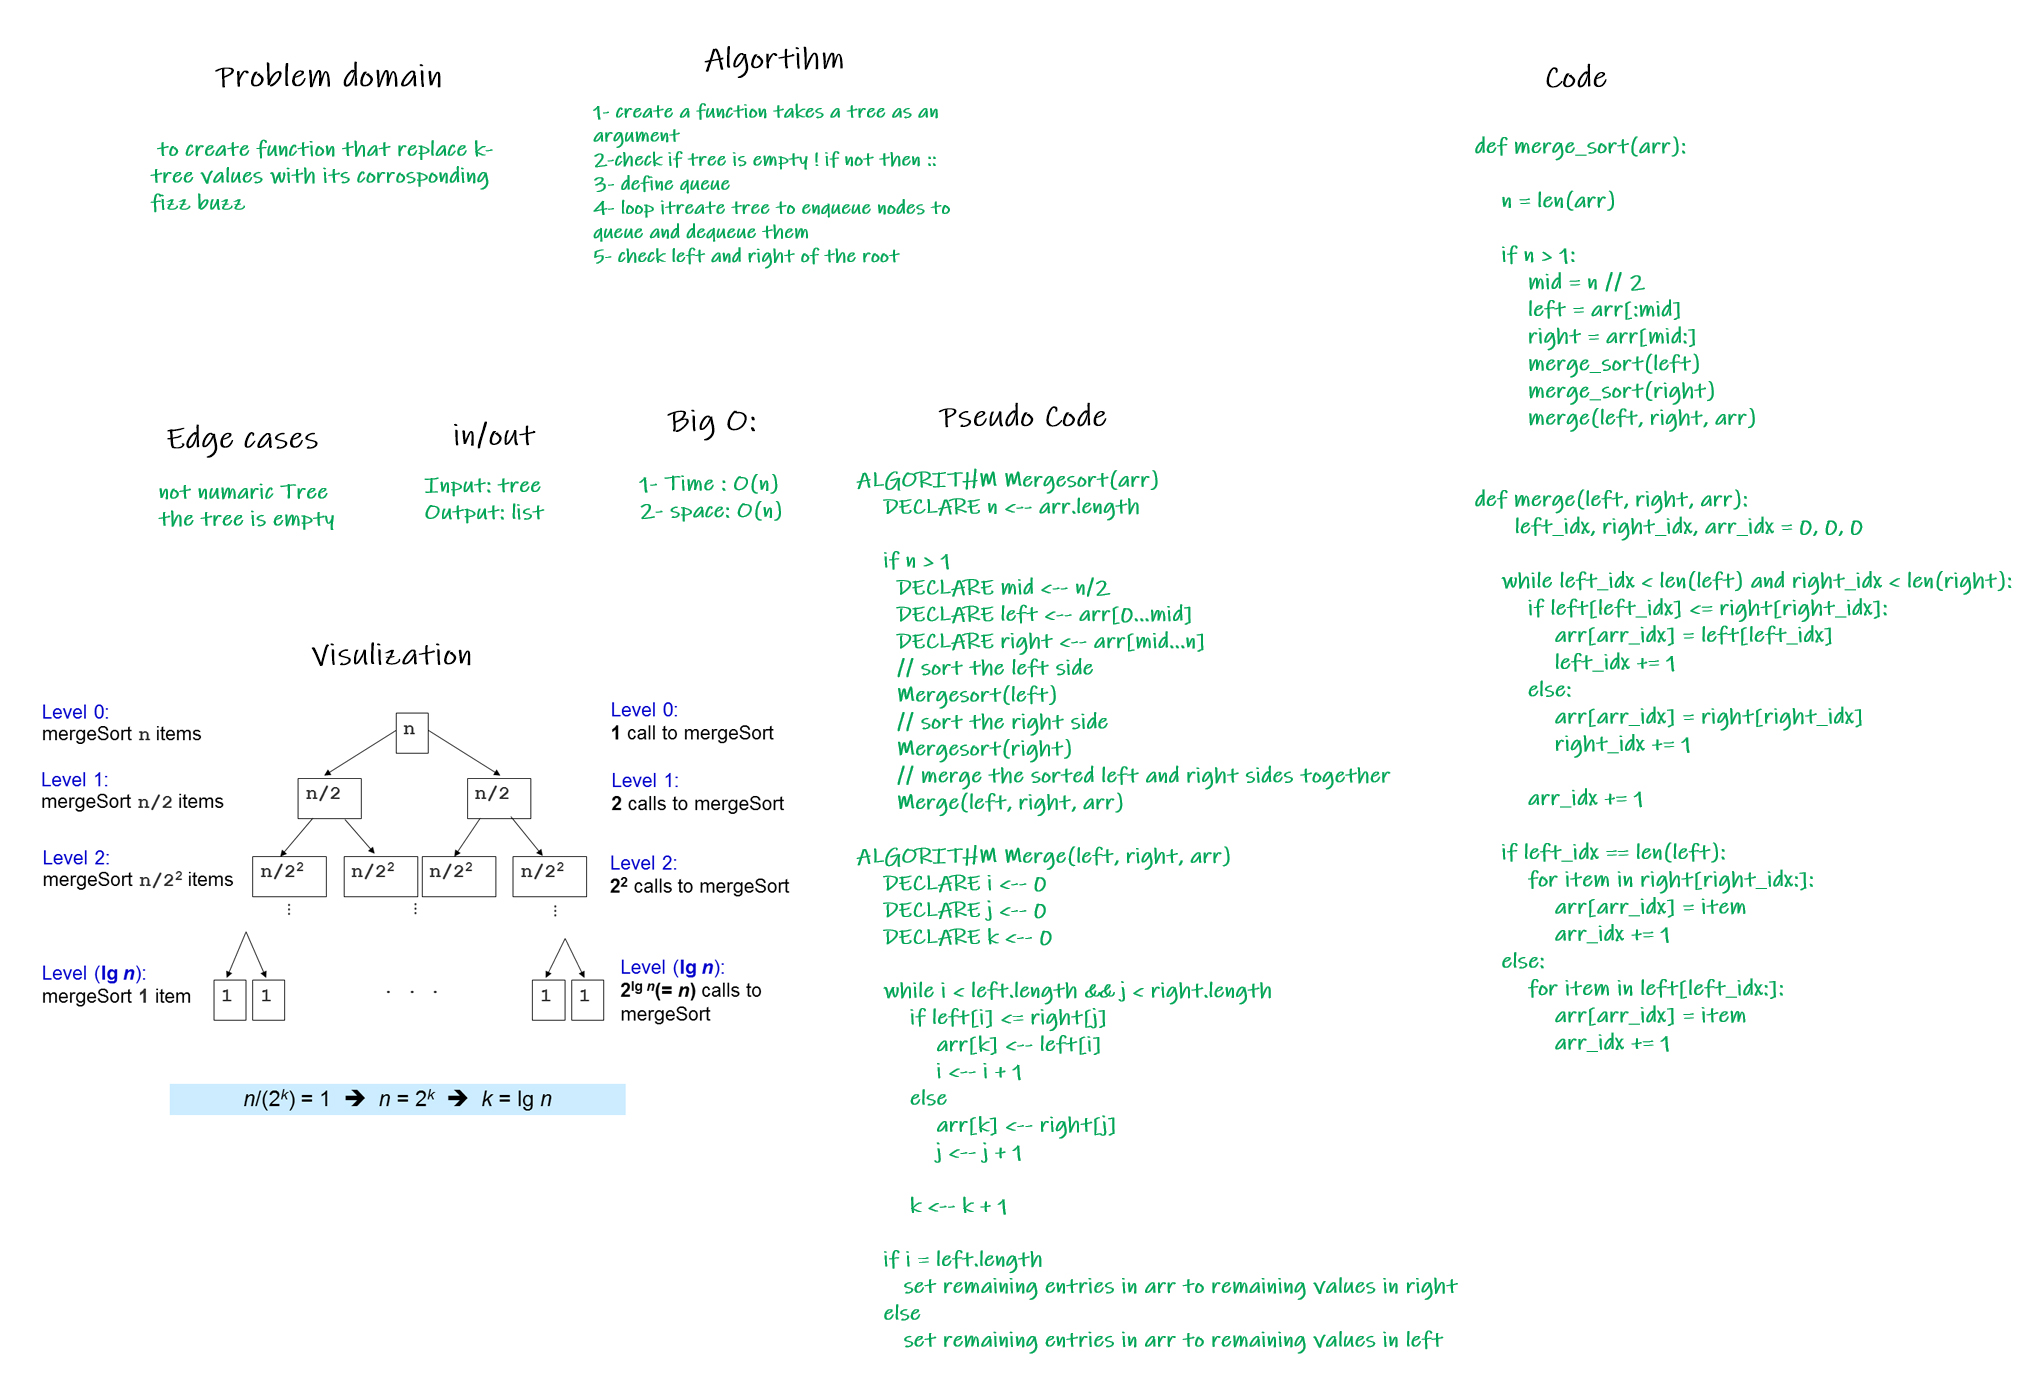 Problem domain
to create function that replace k-
tree values with its corrosponding
fizz buzz
Algortihm
1- create a function takes a tree as an
argument
2-check if tree is empty ! if not then ::
3- define queue
4- loop itreate tree to enqueue nodes to
queue and dequeue them
5- check left and right of the root
Edge cases
not numaric Tree
the tree is empty
in/out
Input: tree
Output: list
Big O:
1- Time : O(n)
2- space: O(n)
Visulization
Level 0:
mergeSort n items
Level 1:
mergeSort n/2 items
Level 2:
mergeSort n/2² items
Level (lg n):
mergeSort 1 item
n
n/2 n/2
n/2² n/2² n/2² n/2²
1 1 . . . 1 1
Level 0:
1 call to mergeSort
Level 1:
2 calls to mergeSort
Level 2:
2² calls to mergeSort
Level (lg n):
2^lg n(= n) calls to
mergeSort
n/(2^k) = 1 ➔ n = 2^k ➔ k = lg n
Pseudo Code
ALGORITHM Mergesort(arr)
DECLARE n <-- arr.length
if n > 1
DECLARE mid <-- n/2
DECLARE left <-- arr[0...mid]
DECLARE right <-- arr[mid...n]
// sort the left side
Mergesort(left)
// sort the right side
Mergesort(right)
// merge the sorted left and right sides together
Merge(left, right, arr)
ALGORITHM Merge(left, right, arr)
DECLARE i <-- 0
DECLARE j <-- 0
DECLARE k <-- 0
while i < left.length && j < right.length
if left[i] <= right[j]
arr[k] <-- left[i]
i <-- i + 1
else
arr[k] <-- right[j]
j <-- j + 1
k <-- k + 1
if i = left.length
set remaining entries in arr to remaining values in right
else
set remaining entries in arr to remaining values in left
Code
def merge_sort(arr):
n = len(arr)
if n > 1:
mid = n // 2
left = arr[:mid]
right = arr[mid:]
merge_sort(left)
merge_sort(right)
merge(left, right, arr)
def merge(left, right, arr):
left_idx, right_idx, arr_idx = 0, 0, 0
while left_idx < len(left) and right_idx < len(right):
if left[left_idx] <= right[right_idx]:
arr[arr_idx] = left[left_idx]
left_idx += 1
else:
arr[arr_idx] = right[right_idx]
right_idx += 1
arr_idx += 1
if left_idx == len(left):
for item in right[right_idx:]:
arr[arr_idx] = item
arr_idx += 1
else:
for item in left[left_idx:]:
arr[arr_idx] = item
arr_idx += 1